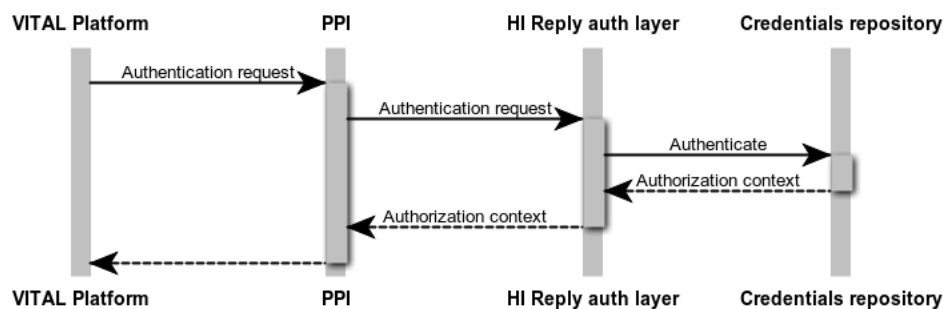 VITAL Platform PPI HI Reply auth layer Credentials repository
Authentication request
Authentication request
Authenticate
Authorization context
Authorization context
VITAL Platform PPI HI Reply auth layer Credentials repository